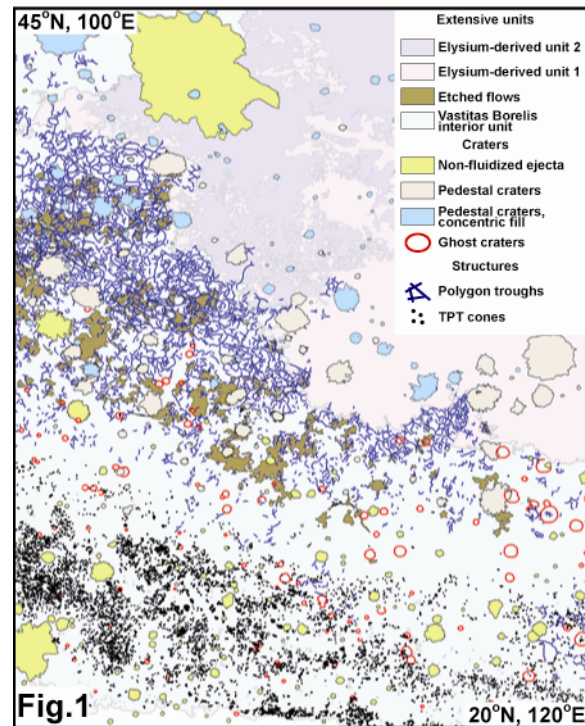 45°N, 100°E
Extensive units
Elysium-derived unit 2
Elysium-derived unit 1
Etched flows
Vastitas Borelis
interior unit
Craters
Non-fluidized ejecta
Pedestal craters
Pedestal craters,
concentric fill
Ghost craters
Structures
Polygon troughs
TPT cones
Fig.1
20°N, 120°E